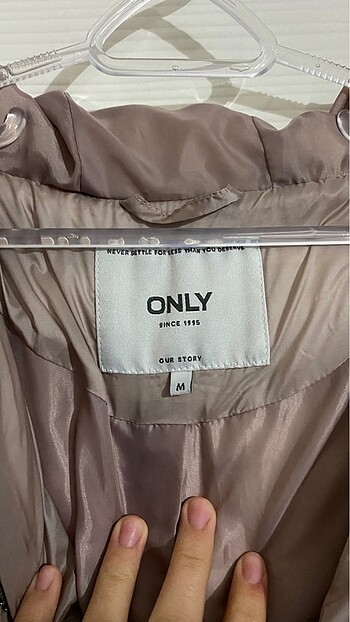 NEVER SETTLE FOR LESS THAN YOU DESERVE
ONLY
SINCE 1995
OUR STORY
M